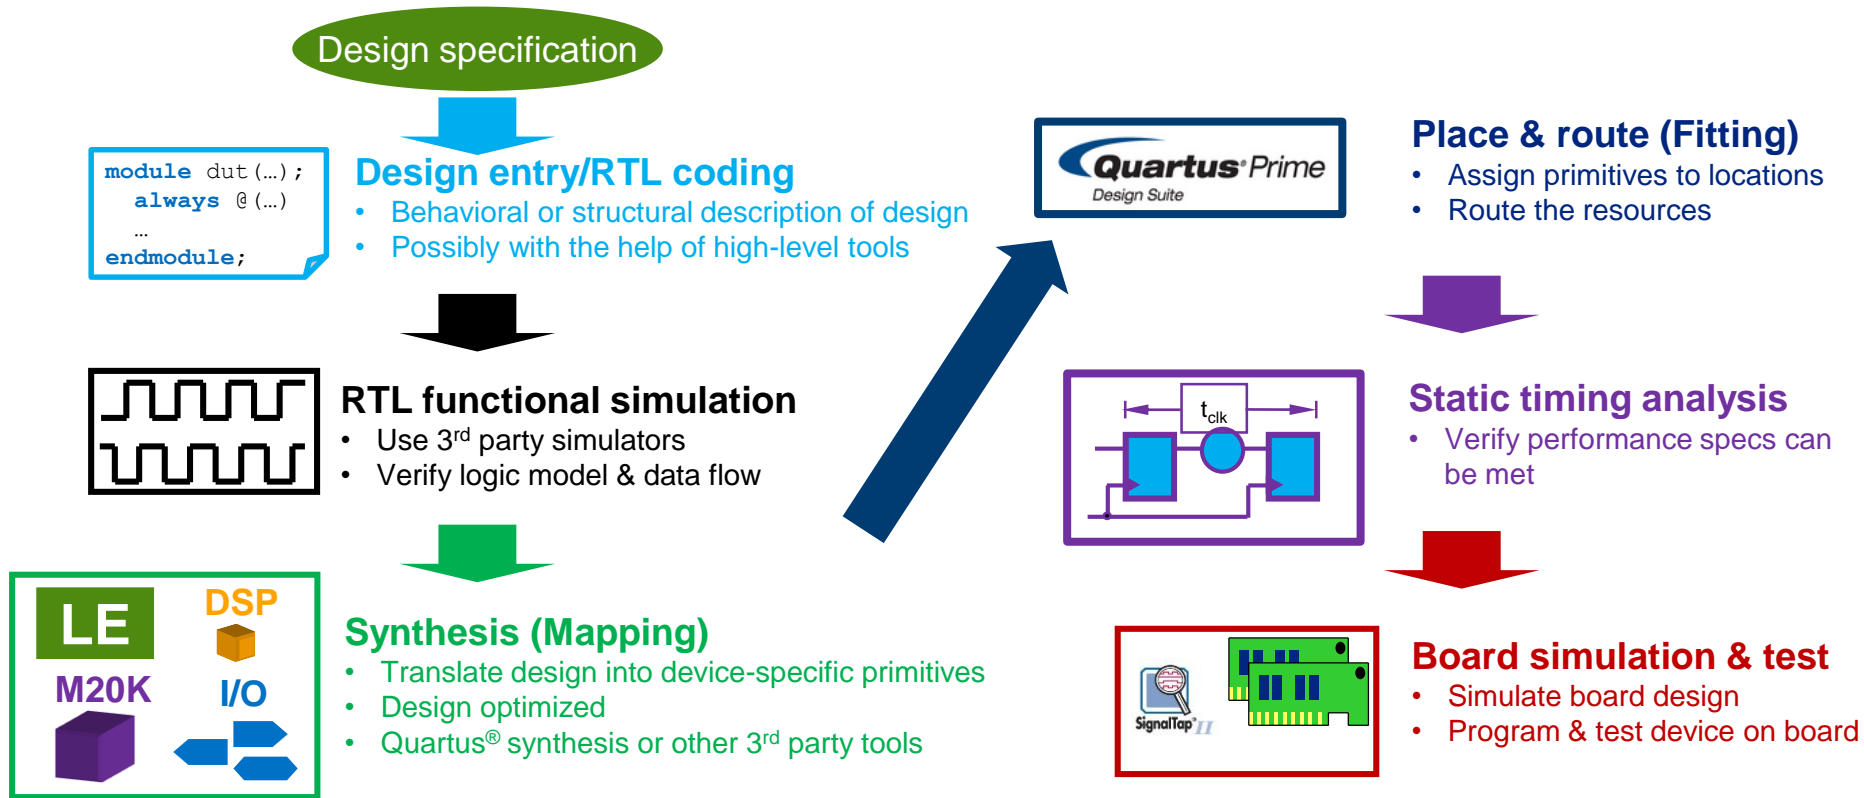 Design specification
module dut(…);
always @(…)
…
endmodule;
Design entry/RTL coding
• Behavioral or structural description of design
• Possibly with the help of high-level tools
RTL functional simulation
• Use 3rd party simulators
• Verify logic model & data flow
LE
DSP
M20K
I/O
Synthesis (Mapping)
• Translate design into device-specific primitives
• Design optimized
• Quartus® synthesis or other 3rd party tools
Quartus® Prime
Design Suite
Place & route (Fitting)
• Assign primitives to locations
• Route the resources
tclk
Static timing analysis
• Verify performance specs can
be met
SignalTap® II
Board simulation & test
• Simulate board design
• Program & test device on board